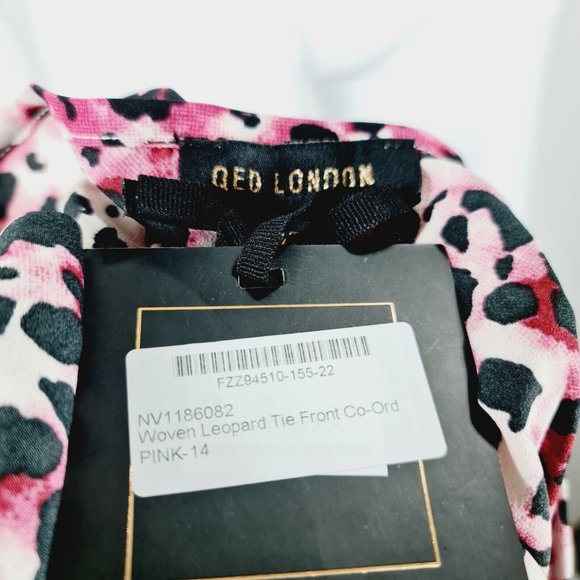 QED LONDON
FZZ94510-155-22
NV1186082
Woven Leopard Tie Front Co-Ord
PINK-14